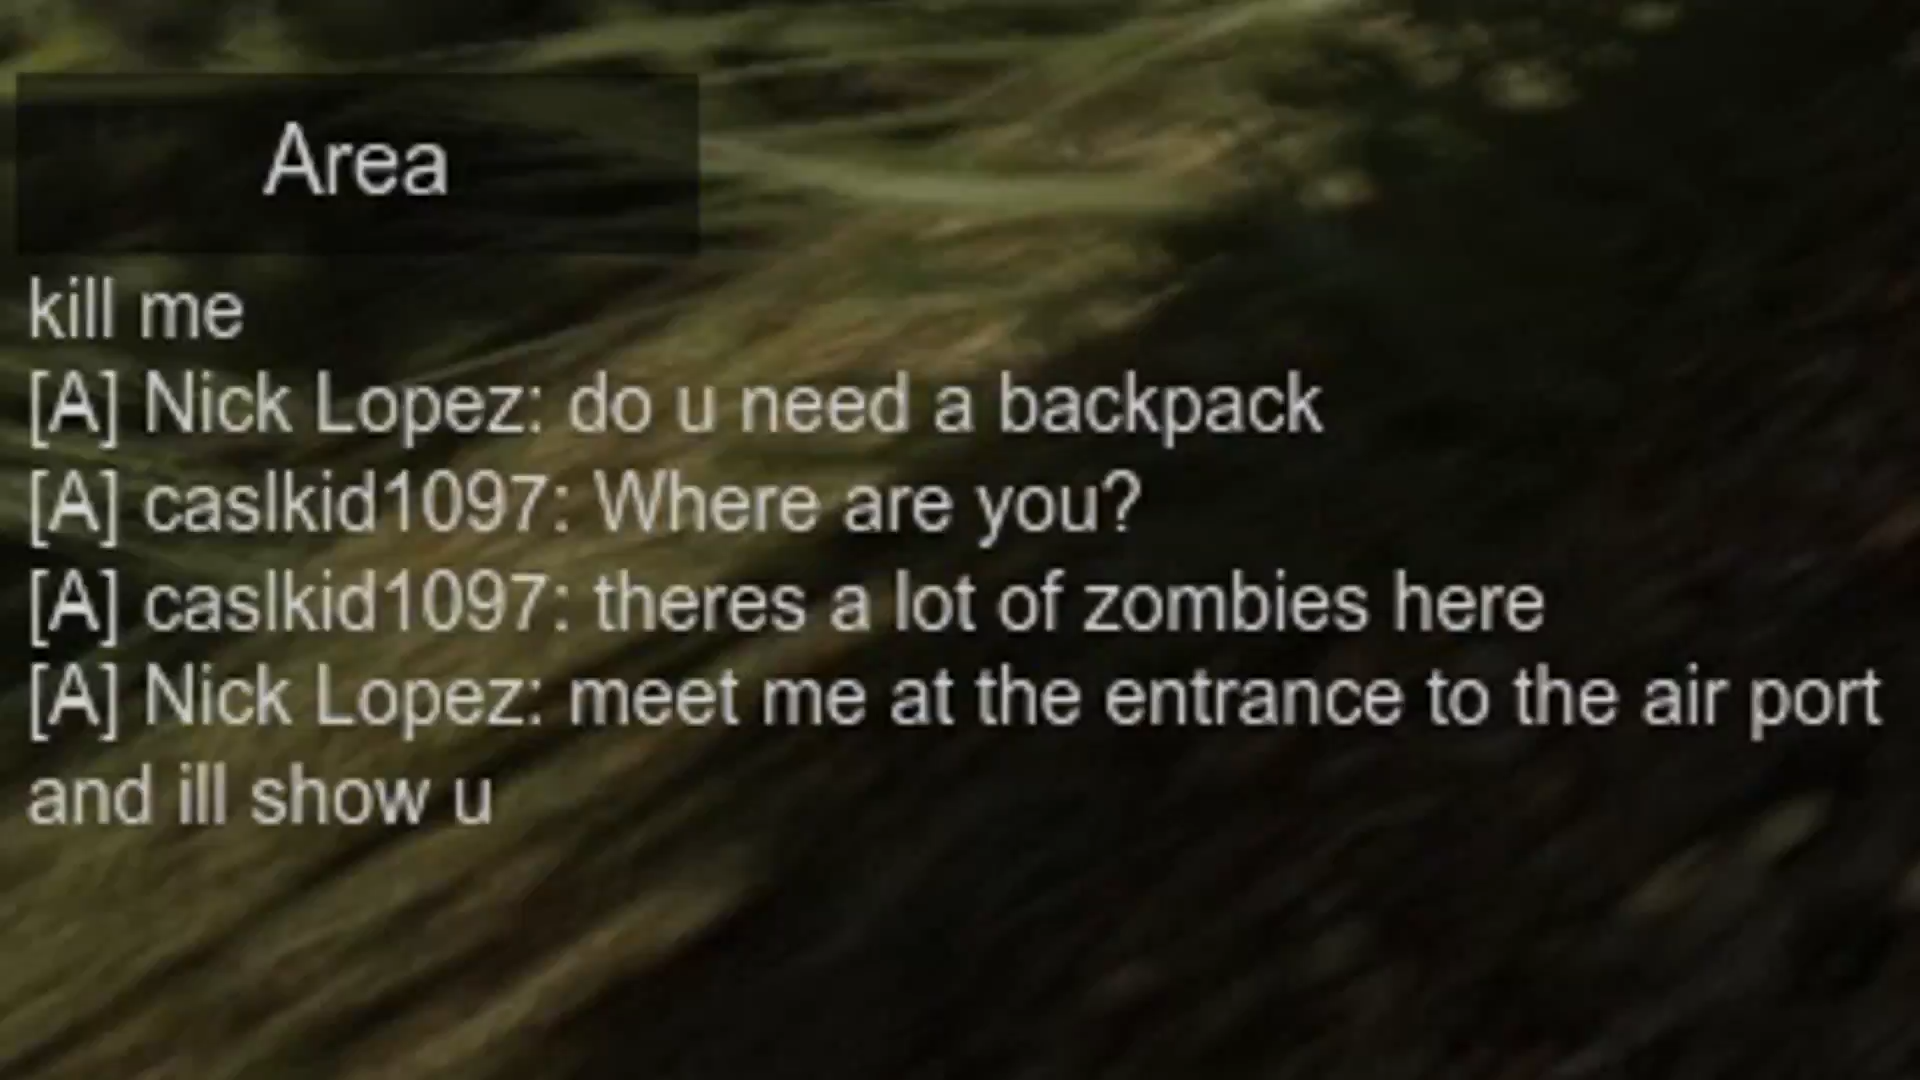 Area
kill me
[A] Nick Lopez: do u need a backpack
[A] caslkid1097: Where are you?
[A] caslkid1097: theres a lot of zombies here
[A] Nick Lopez: meet me at the entrance to the air port
and ill show u